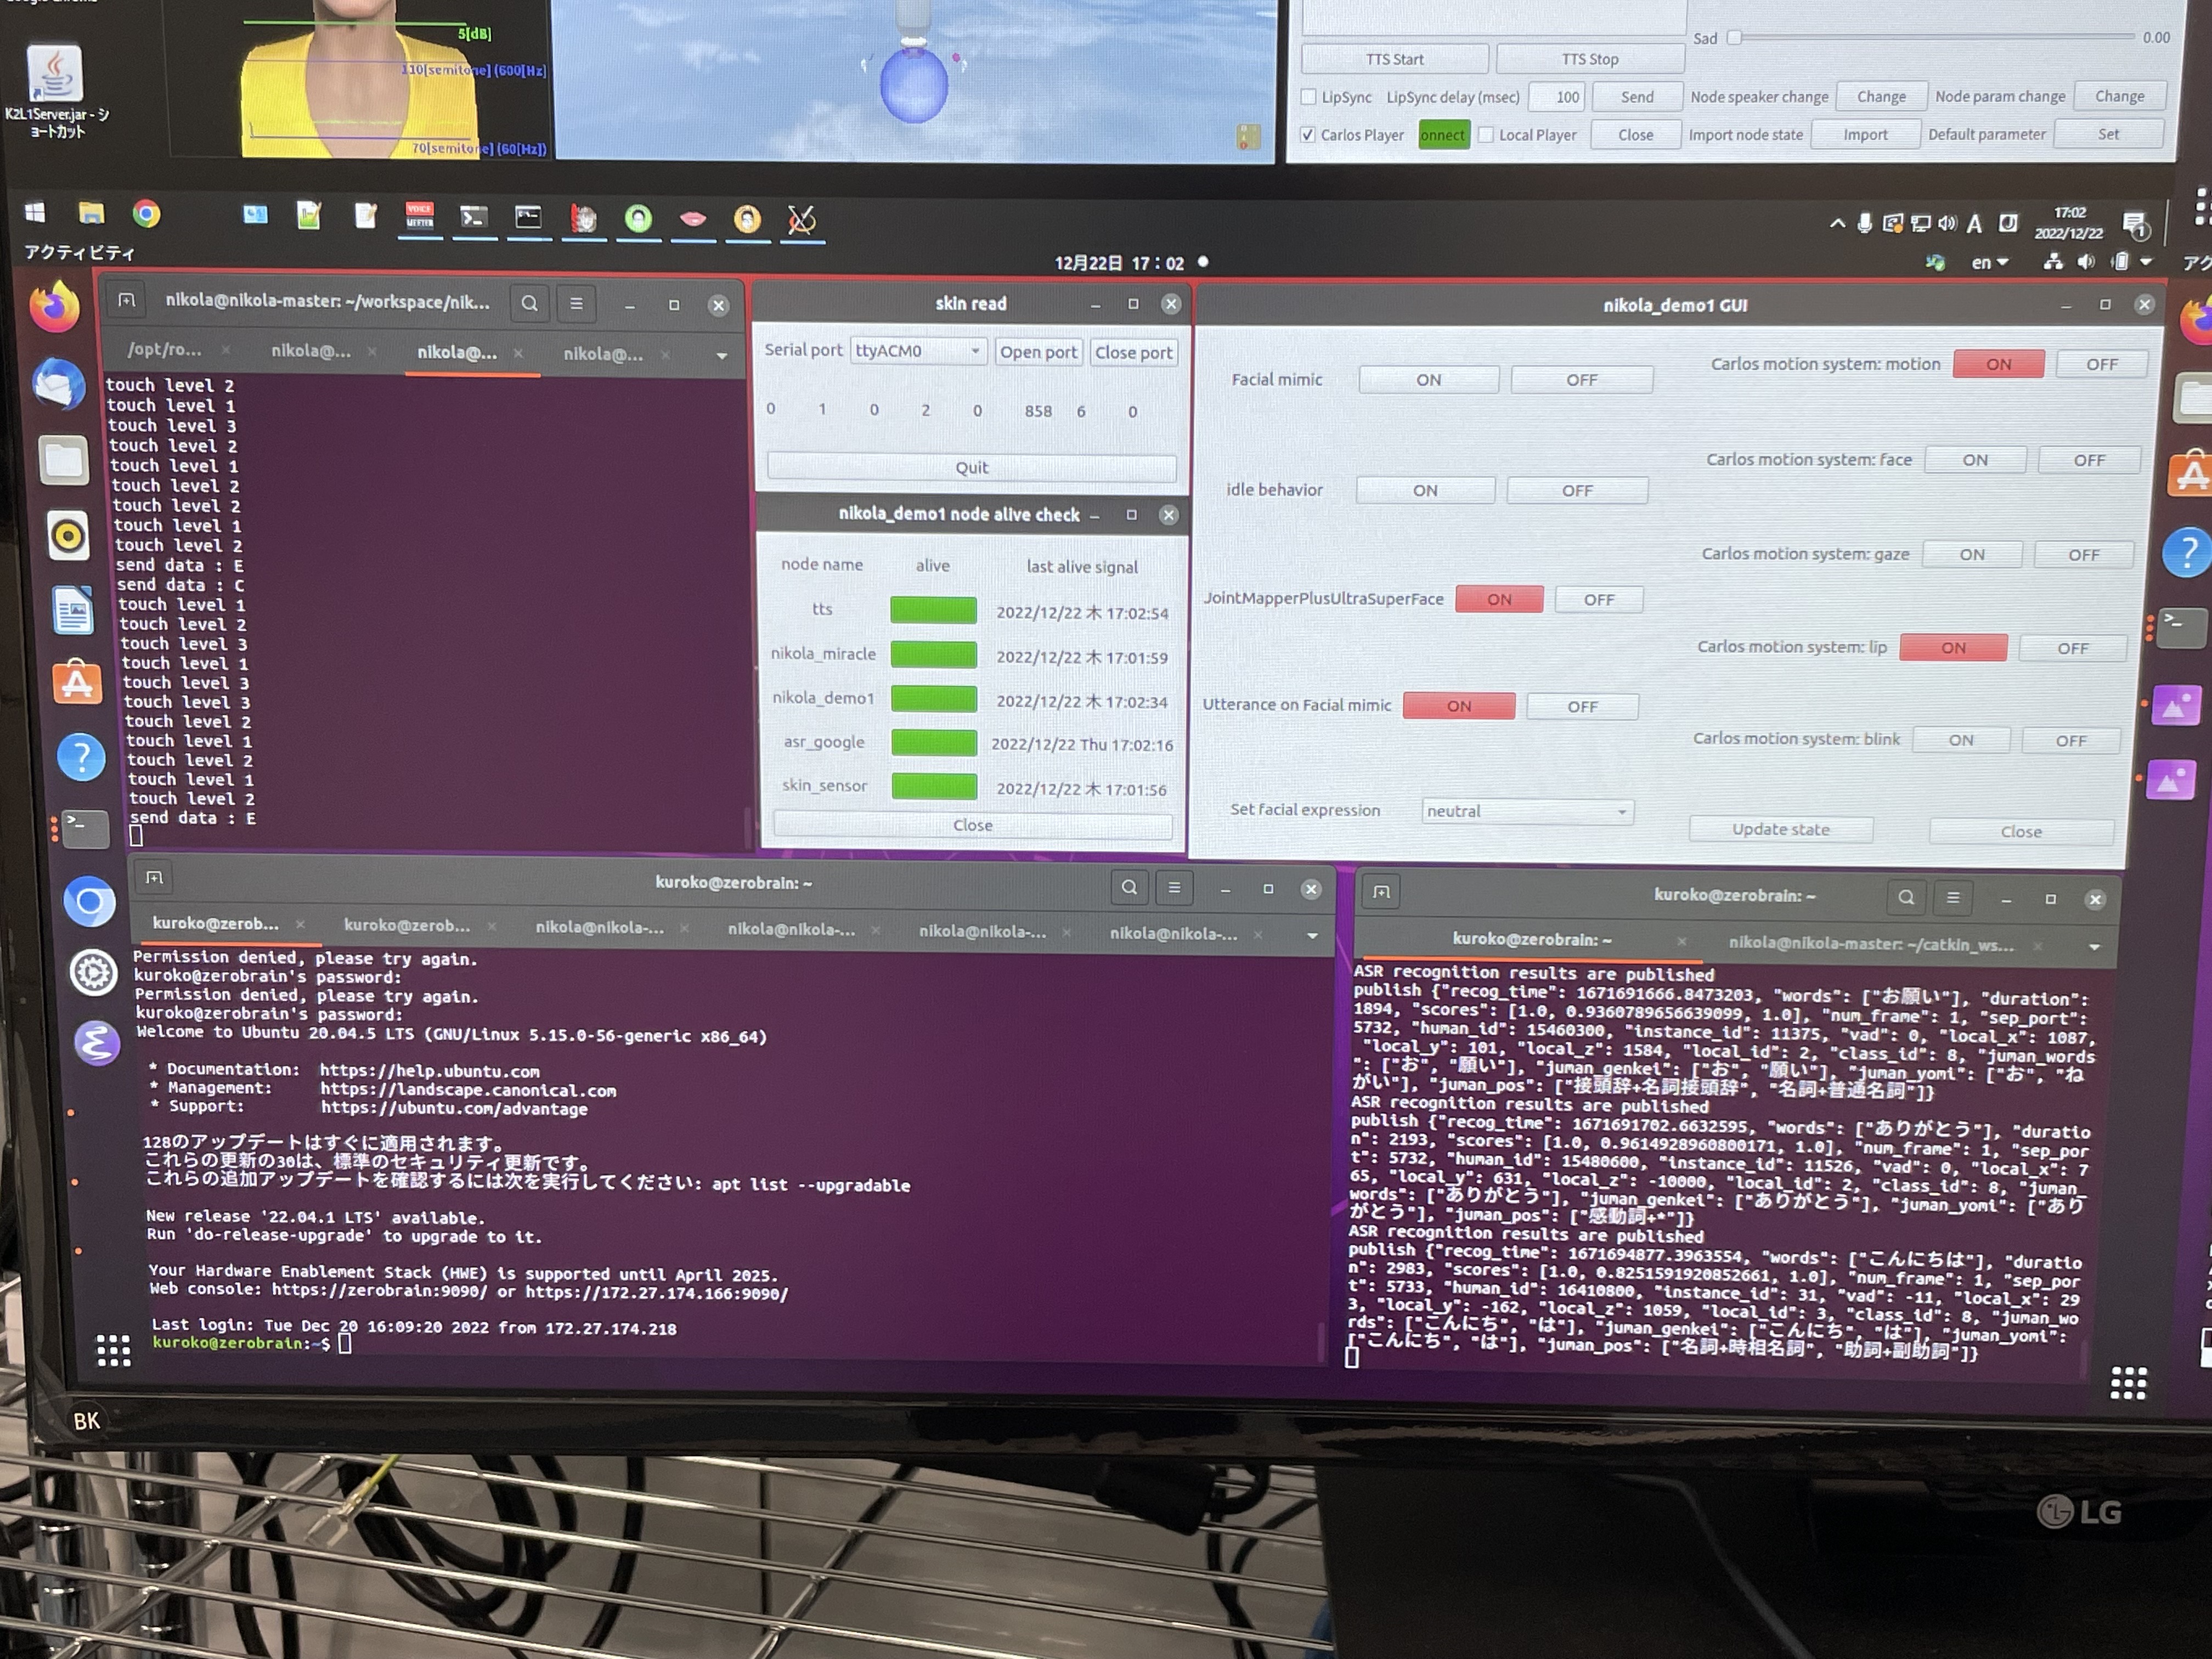 5[dB]
110[semitone] (600[Hz]
70[semitone] (60[Hz])
K2L1Server.jar - シ
ョートカット
Sad 0.00
TTS Start TTS Stop
LipSync LipSync delay (msec) 100 Send Node speaker change Change Node param change Change
Carlos Player onnect Local Player Close Import node state Import Default parameter Set
VOICE
17:02
2022/12/22
A
1
アクティビティ
12月22日 17:02
en
nikola@nikola-master: ~/workspace/nik...
/opt/ro... nikola@... nikola@... nikola@...
touch level 2
touch level 1
touch level 3
touch level 2
touch level 1
touch level 2
touch level 2
touch level 1
touch level 2
send data : E
send data : C
touch level 1
touch level 2
touch level 3
touch level 1
touch level 3
touch level 3
touch level 2
touch level 1
touch level 2
touch level 1
touch level 2
send data : E
skin read
Serial port ttyACM0 Open port Close port
0 1 0 2 0 858 6 0
Quit
nikola_demo1 node alive check
node name alive last alive signal
tts 2022/12/22 木 17:02:54
nikola_miracle 2022/12/22 木 17:01:59
nikola_demo1 2022/12/22 木 17:02:34
asr_google 2022/12/22 Thu 17:02:16
skin_sensor 2022/12/22 木 17:01:56
Close
nikola_demo1 GUI
Facial mimic ON OFF
Carlos motion system: motion ON OFF
Carlos motion system: face ON OFF
idle behavior ON OFF
Carlos motion system: gaze ON OFF
JointMapperPlusUltraSuperFace ON OFF
Carlos motion system: lip ON OFF
Utterance on Facial mimic ON OFF
Carlos motion system: blink ON OFF
Set facial expression neutral
Update state Close
kuroko@zerobrain: ~
kuroko@zerob... kuroko@zerob... nikola@nikola-... nikola@nikola-... nikola@nikola-... nikola@nikola-...
Permission denied, please try again.
kuroko@zerobrain's password:
Permission denied, please try again.
kuroko@zerobrain's password:
Welcome to Ubuntu 20.04.5 LTS (GNU/Linux 5.15.0-56-generic x86_64)
* Documentation: https://help.ubuntu.com
* Management: https://landscape.canonical.com
* Support: https://ubuntu.com/advantage
128のアップデートはすぐに適用されます。
これらの更新の30は、標準のセキュリティ更新です。
これらの追加アップデートを確認するには次を実行してください: apt list --upgradable
New release '22.04.1 LTS' available.
Run 'do-release-upgrade' to upgrade to it.
Your Hardware Enablement Stack (HWE) is supported until April 2025.
Web console: https://zerobrain:9090/ or https://172.27.174.166:9090/
Last login: Tue Dec 20 16:09:20 2022 from 172.27.174.218
kuroko@zerobrain:~$
kuroko@zerobrain: ~
kuroko@zerobrain: ~ nikola@nikola-master: ~/catkin_ws...
ASR recognition results are published
publish {"recog_time": 1671691666.8473203, "words": ["お願い"], "duration":
1894, "scores": [1.0, 0.9360789656639099, 1.0], "num_frame": 1, "sep_port":
5732, "human_id": 15460300, "instance_id": 11375, "vad": 0, "local_x": 1087,
"local_y": 101, "local_z": 1584, "local_id": 2, "class_id": 8, "juman_words
": ["お", "願い"], "juman_genkei": ["お", "願い"], "juman_yomi": ["お", "ね
がい"], "juman_pos": ["接頭辞+名詞接頭辞", "名詞+普通名詞"]}
ASR recognition results are published
publish {"recog_time": 1671691702.6632595, "words": ["ありがとう"], "duratio
n": 2193, "scores": [1.0, 0.9614928960800171, 1.0], "num_frame": 1, "sep_por
t": 5732, "human_id": 15480600, "instance_id": 11526, "vad": 0, "local_x": 7
65, "local_y": 631, "local_z": -10000, "local_id": 2, "class_id": 8, "juman_
words": ["ありがとう"], "juman_genkei": ["ありがとう"], "juman_yomi": ["あり
がとう"], "juman_pos": ["感動詞+*"]}
ASR recognition results are published
publish {"recog_time": 1671694877.3963554, "words": ["こんにちは"], "duratio
n": 2983, "scores": [1.0, 0.8251591920852661, 1.0], "num_frame": 1, "sep_por
t": 5733, "human_id": 16410800, "instance_id": 31, "vad": -11, "local_x": 29
3, "local_y": -162, "local_z": 1059, "local_id": 3, "class_id": 8, "juman_wo
rds": ["こんにち", "は"], "juman_genkei": ["こんにち", "は"], "juman_yomi":
["こんにち", "は"], "juman_pos": ["名詞+時相名詞", "助詞+副助詞"]}
BK
LG